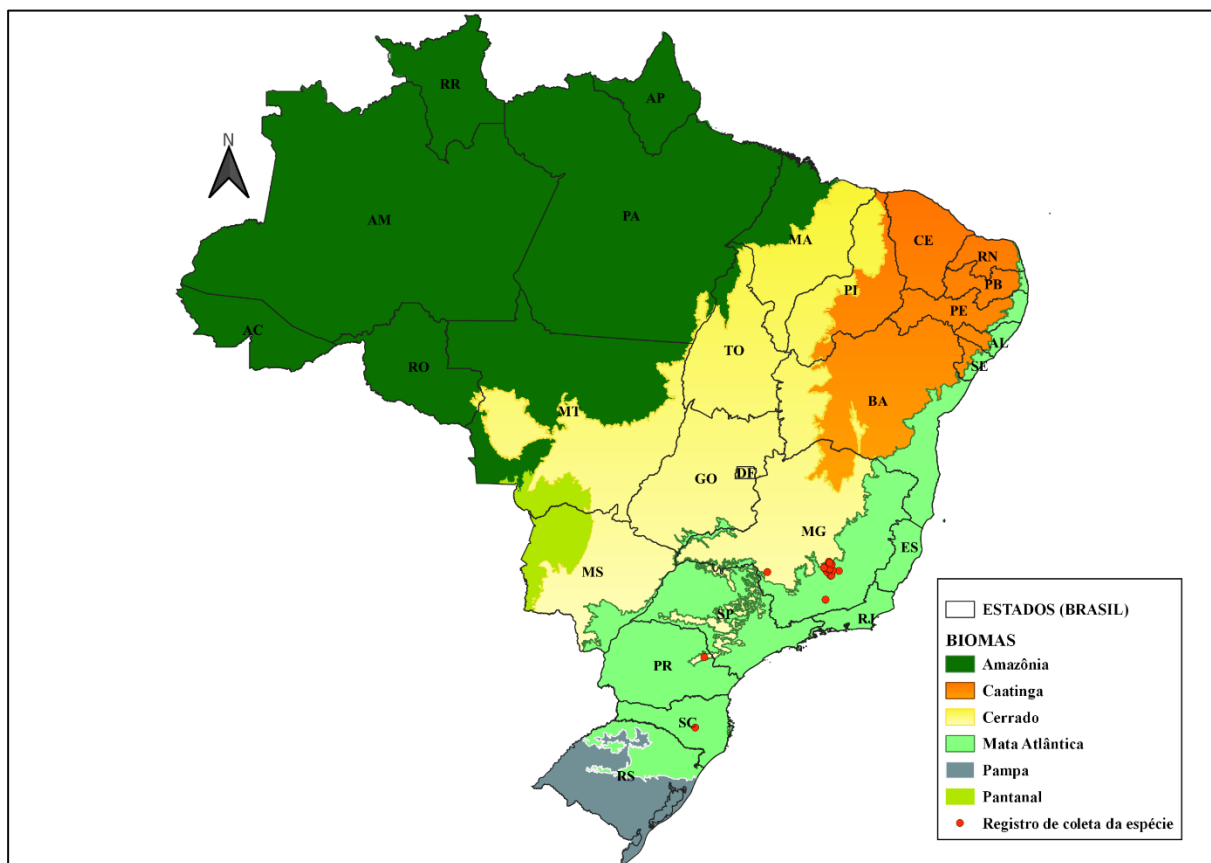 N
RR
AP
AM
PA
MA
CE
RN
PB
PI
PE
AC
AL
TO
SE
RO
BA
MT
DF
GO
MG
ES
MS
SP
RJ
PR
SC
RS
ESTADOS (BRASIL)
BIOMAS
Amazônia
Caatinga
Cerrado
Mata Atlântica
Pampa
Pantanal
Registro de coleta da espécie